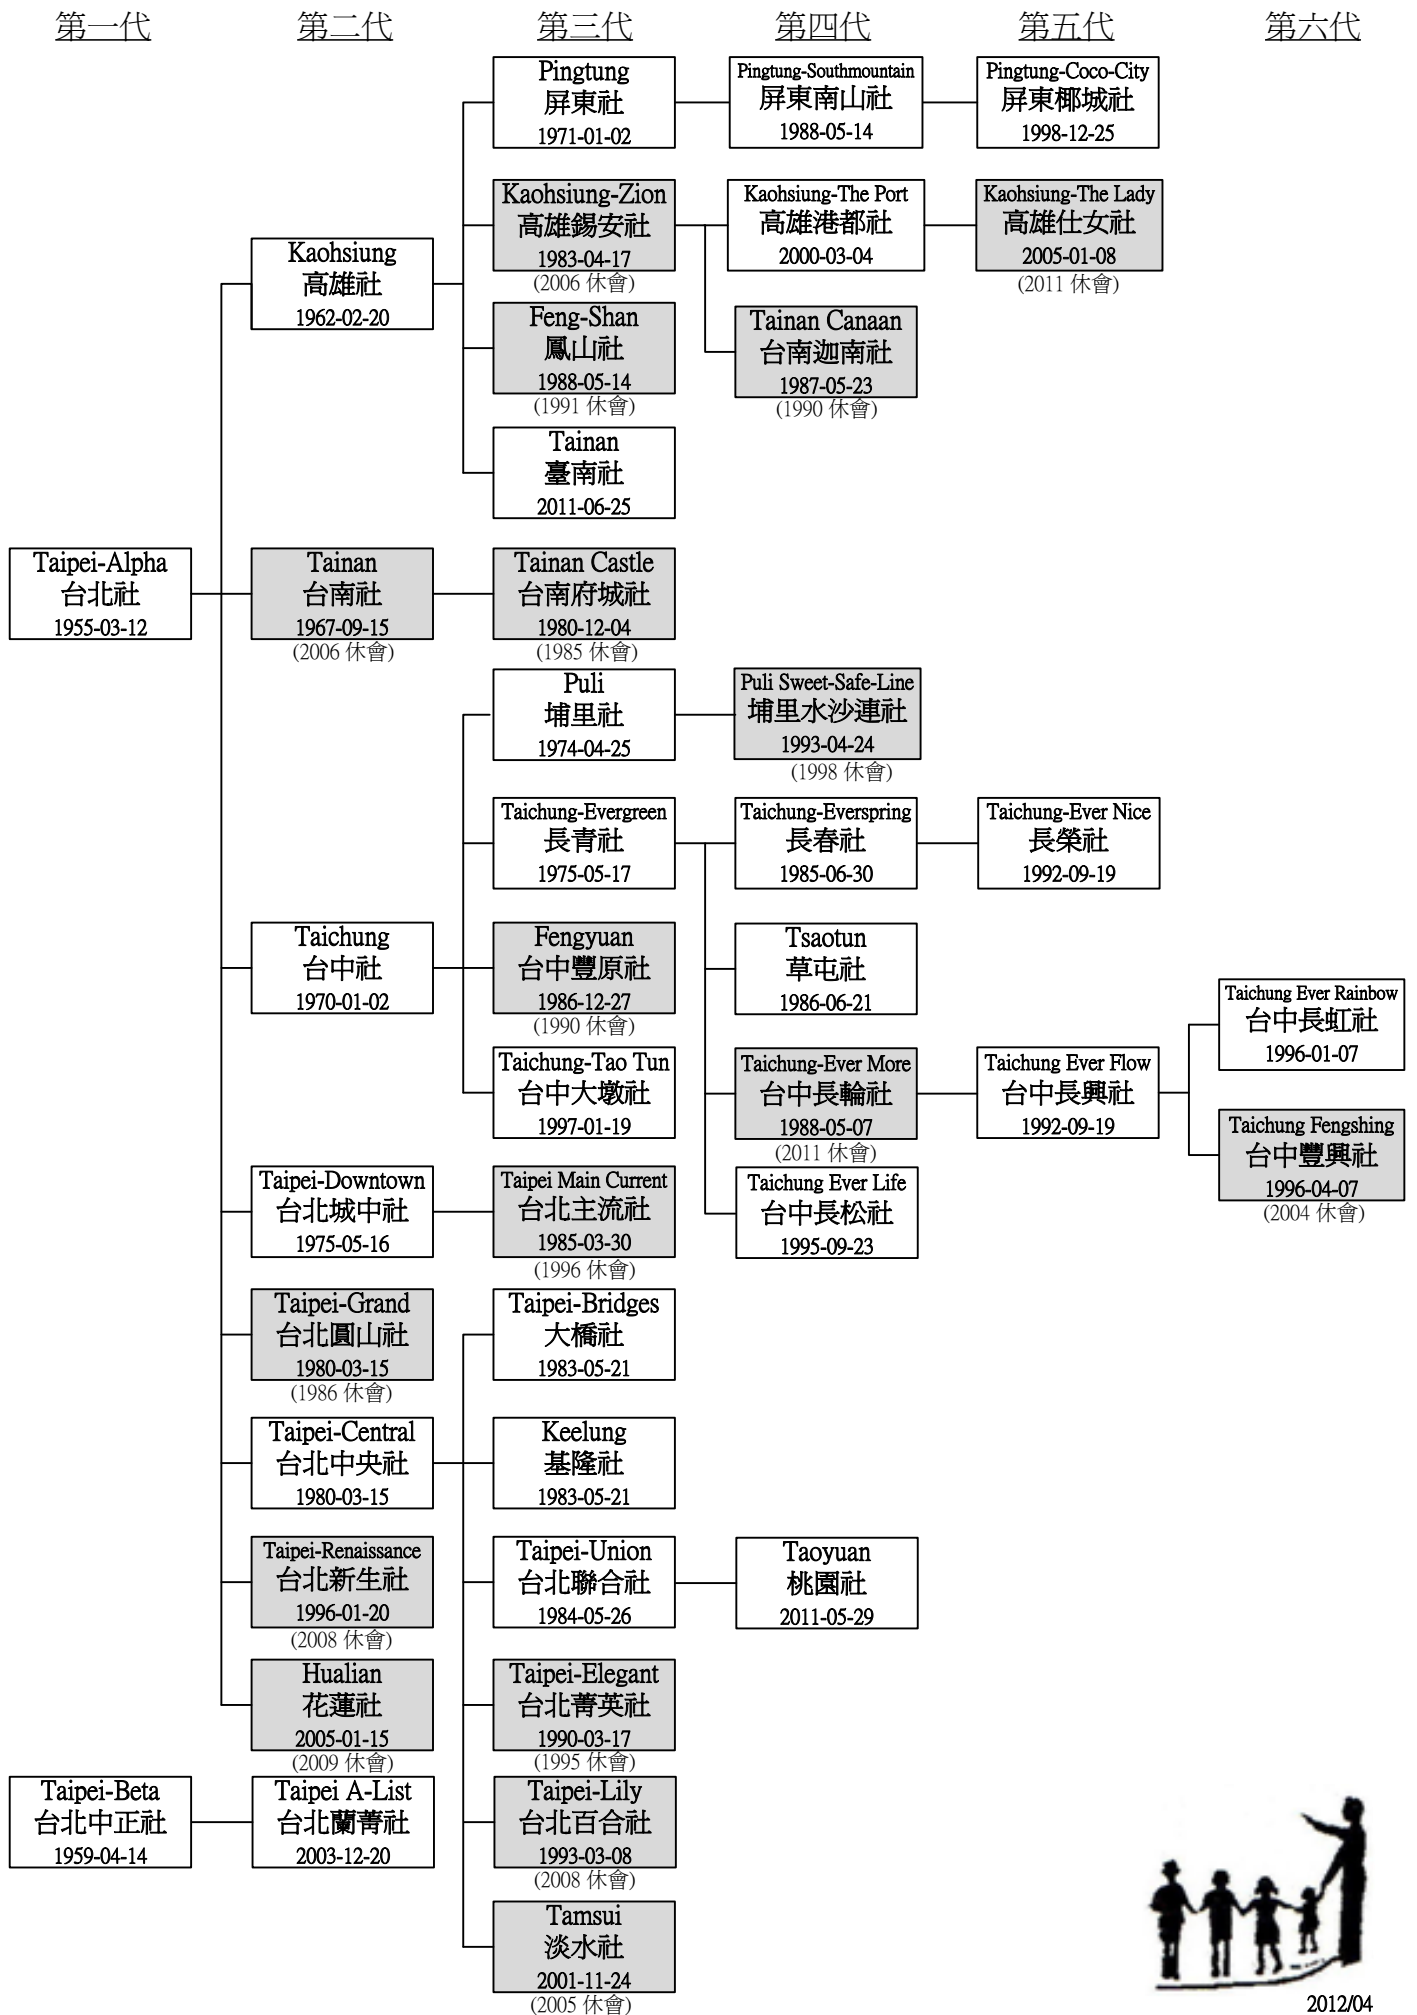 第一代
第二代
第三代
第四代
第五代
第六代
Pingtung
屏東社
1971-01-02
Pingtung-Southmountain
屏東南山社
1988-05-14
Pingtung-Coco-City
屏東椰城社
1998-12-25
Kaohsiung-Zion
高雄錫安社
1983-04-17
(2006 休會)
Kaohsiung-The Port
高雄港都社
2000-03-04
Kaohsiung-The Lady
高雄仕女社
2005-01-08
(2011 休會)
Kaohsiung
高雄社
1962-02-20
Feng-Shan
鳳山社
1988-05-14
(1991 休會)
Tainan Canaan
台南迦南社
1987-05-23
(1990 休會)
Tainan
臺南社
2011-06-25
Taipei-Alpha
台北社
1955-03-12
Tainan
台南社
1967-09-15
(2006 休會)
Tainan Castle
台南府城社
1980-12-04
(1985 休會)
Puli
埔里社
1974-04-25
Puli Sweet-Safe-Line
埔里水沙連社
1993-04-24
(1998 休會)
Taichung-Evergreen
長青社
1975-05-17
Taichung-Everspring
長春社
1985-06-30
Taichung-Ever Nice
長榮社
1992-09-19
Taichung
台中社
1970-01-02
Fengyuan
台中豐原社
1986-12-27
(1990 休會)
Tsaotun
草屯社
1986-06-21
Taichung Ever Rainbow
台中長虹社
1996-01-07
Taichung-Tao Tun
台中大墩社
1997-01-19
Taichung-Ever More
台中長輪社
1988-05-07
(2011 休會)
Taichung Ever Flow
台中長興社
1992-09-19
Taichung Fengshing
台中豐興社
1996-04-07
(2004 休會)
Taipei-Downtown
台北城中社
1975-05-16
Taipei Main Current
台北主流社
1985-03-30
(1996 休會)
Taichung Ever Life
台中長松社
1995-09-23
Taipei-Grand
台北圓山社
1980-03-15
(1986 休會)
Taipei-Bridges
大橋社
1983-05-21
Taipei-Central
台北中央社
1980-03-15
Keelung
基隆社
1983-05-21
Taipei-Renaissance
台北新生社
1996-01-20
(2008 休會)
Taipei-Union
台北聯合社
1984-05-26
Taoyuan
桃園社
2011-05-29
Hualian
花蓮社
2005-01-15
(2009 休會)
Taipei-Elegant
台北菁英社
1990-03-17
(1995 休會)
Taipei-Beta
台北中正社
1959-04-14
Taipei A-List
台北蘭菁社
2003-12-20
Taipei-Lily
台北百合社
1993-03-08
(2008 休會)
Tamsui
淡水社
2001-11-24
(2005 休會)
2012/04